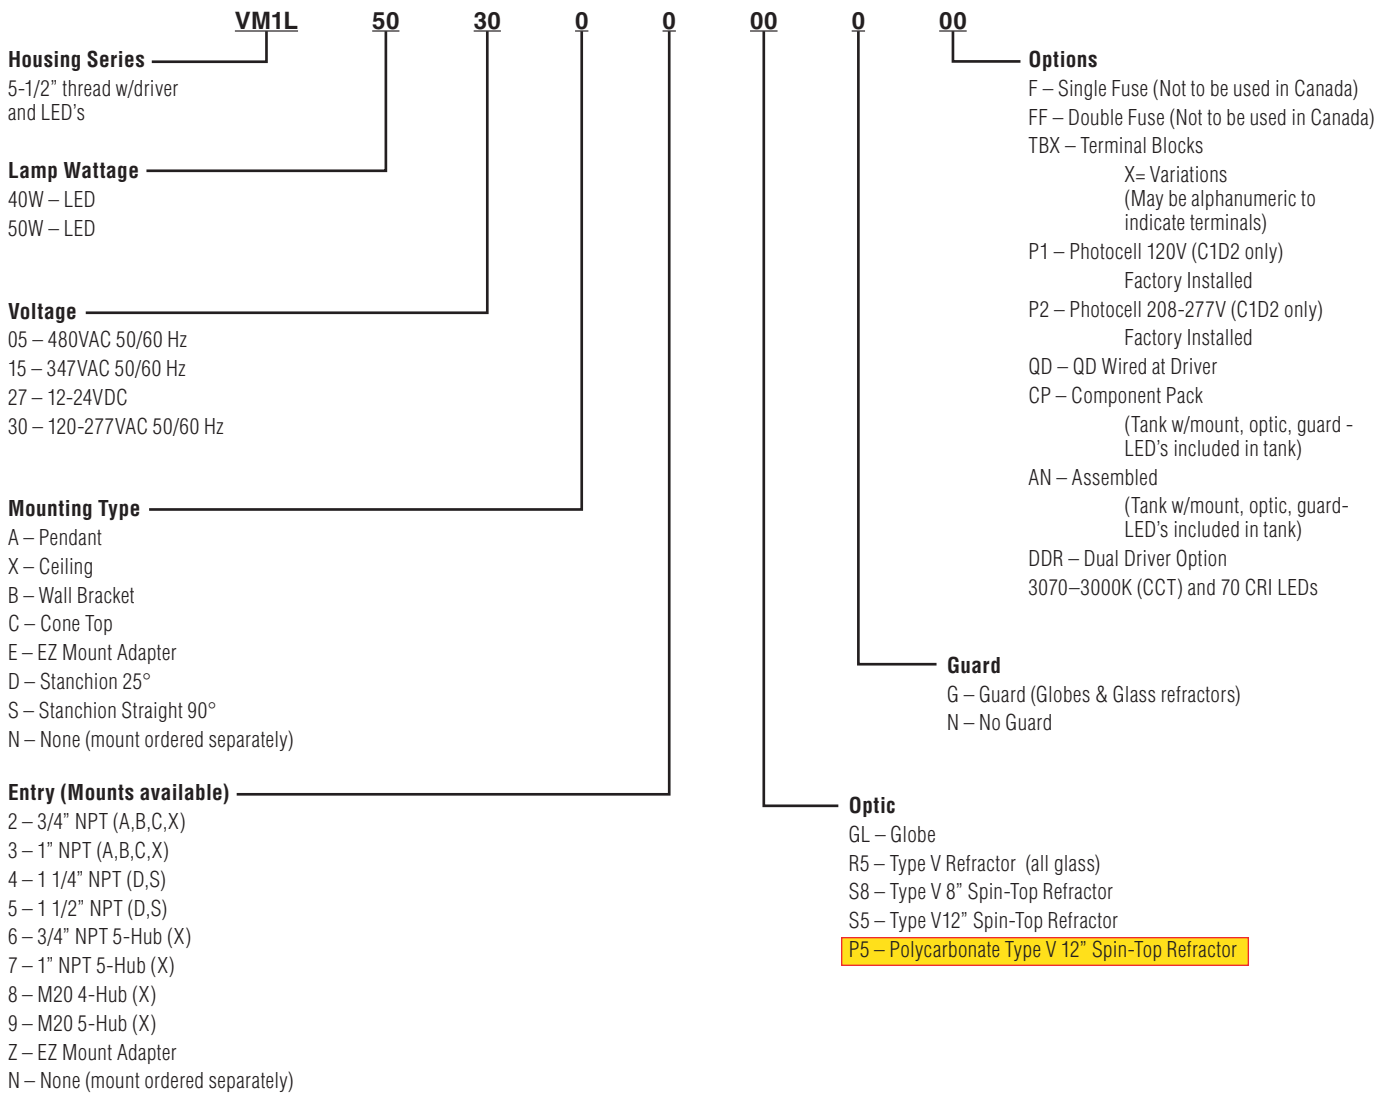 VM1L 50 30 0 0 00 0 00
Housing Series
5-1/2” thread w/driver
and LED’s
Lamp Wattage
40W – LED
50W – LED
Voltage
05 – 480VAC 50/60 Hz
15 – 347VAC 50/60 Hz
27 – 12-24VDC
30 – 120-277VAC 50/60 Hz
Mounting Type
A – Pendant
X – Ceiling
B – Wall Bracket
C – Cone Top
E – EZ Mount Adapter
D – Stanchion 25°
S – Stanchion Straight 90°
N – None (mount ordered separately)
Entry (Mounts available)
2 – 3/4” NPT (A,B,C,X)
3 – 1” NPT (A,B,C,X)
4 – 1 1/4” NPT (D,S)
5 – 1 1/2” NPT (D,S)
6 – 3/4” NPT 5-Hub (X)
7 – 1” NPT 5-Hub (X)
8 – M20 4-Hub (X)
9 – M20 5-Hub (X)
Z – EZ Mount Adapter
N – None (mount ordered separately)
Options
F – Single Fuse (Not to be used in Canada)
FF – Double Fuse (Not to be used in Canada)
TBX – Terminal Blocks
X= Variations
(May be alphanumeric to
indicate terminals)
P1 – Photocell 120V (C1D2 only)
Factory Installed
P2 – Photocell 208-277V (C1D2 only)
Factory Installed
QD – QD Wired at Driver
CP – Component Pack
(Tank w/mount, optic, guard -
LED’s included in tank)
AN – Assembled
(Tank w/mount, optic, guard-
LED’s included in tank)
DDR – Dual Driver Option
3070–3000K (CCT) and 70 CRI LEDs
Guard
G – Guard (Globes & Glass refractors)
N – No Guard
Optic
GL – Globe
R5 – Type V Refractor (all glass)
S8 – Type V 8” Spin-Top Refractor
S5 – Type V12” Spin-Top Refractor
P5 – Polycarbonate Type V 12” Spin-Top Refractor